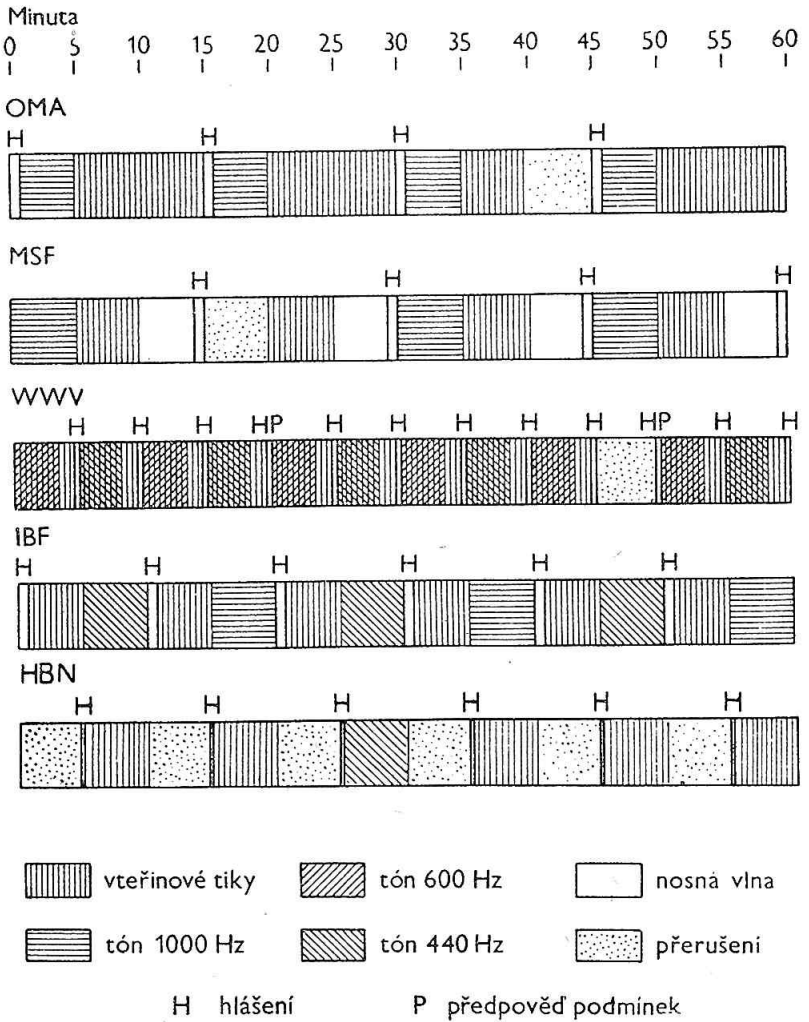 Minuta
0 5 10 15 20 25 30 35 40 45 50 55 60
OMA
H H H H
MSF
H H H H
WWV
H H H HP H H H H H HP H H
IBF
H H H H H H
HBN
H H H H H H
vteřinové tiky tón 600 Hz nosná vlna
tón 1000 Hz tón 440 Hz přerušení
H hlášení P předpověď podmínek